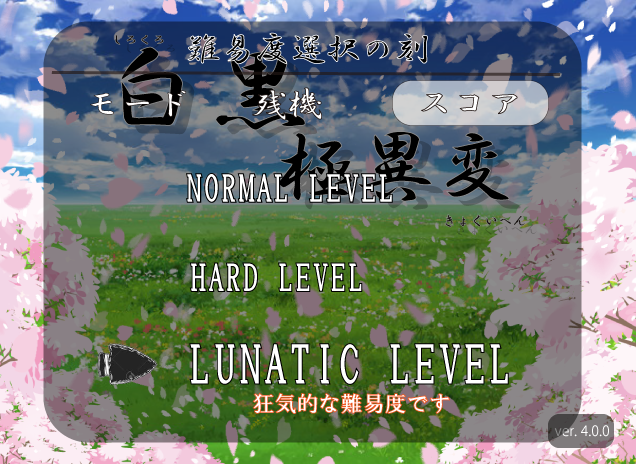 しろくろ
難易度選択の刻
白黒
モード 残機 スコア
極異変
NORMAL LEVEL
きょくいへん
HARD LEVEL
LUNATIC LEVEL
狂気的な難易度です
ver. 4.0.0